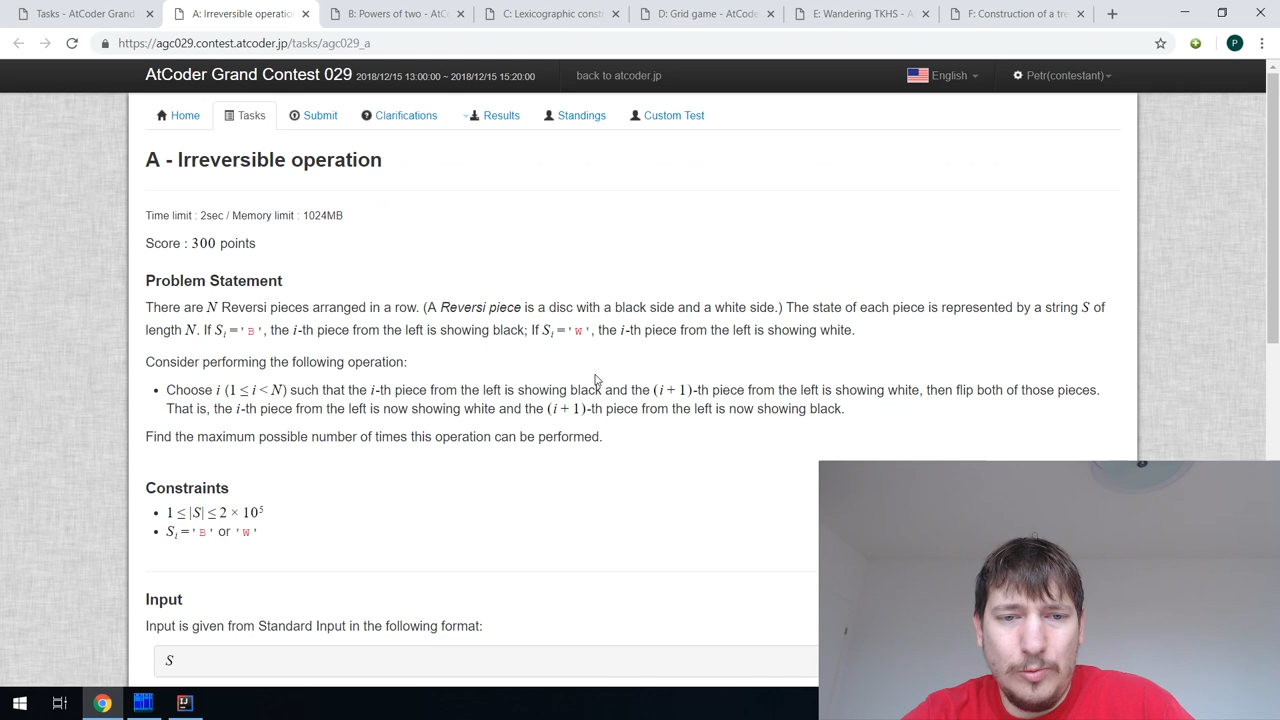 Tasks - AtCoder Grand
A: Irreversible operation
B: Powers of two - AtC
C: Lexicographic const
D: Grid game - AtCode
E: Wandering TKHS - A
F: Construction of a tre
https://agc029.contest.atcoder.jp/tasks/agc029_a
P
AtCoder Grand Contest 029 2018/12/15 13:00:00 ~ 2018/12/15 15:20:00 back to atcoder.jp English Petr(contestant)
Home Tasks Submit Clarifications Results Standings Custom Test
A - Irreversible operation
Time limit : 2sec / Memory limit : 1024MB
Score : 300 points
Problem Statement
There are N Reversi pieces arranged in a row. (A Reversi piece is a disc with a black side and a white side.) The state of each piece is represented by a string S of
length N. If Si='B', the i-th piece from the left is showing black; If Si='W', the i-th piece from the left is showing white.
Consider performing the following operation:
• Choose i (1 ≤ i < N) such that the i-th piece from the left is showing black and the (i + 1)-th piece from the left is showing white, then flip both of those pieces.
That is, the i-th piece from the left is now showing white and the (i + 1)-th piece from the left is now showing black.
Find the maximum possible number of times this operation can be performed.
Constraints
• 1 ≤ |S| ≤ 2 × 10⁵
• Si='B' or 'W'
Input
Input is given from Standard Input in the following format:
S